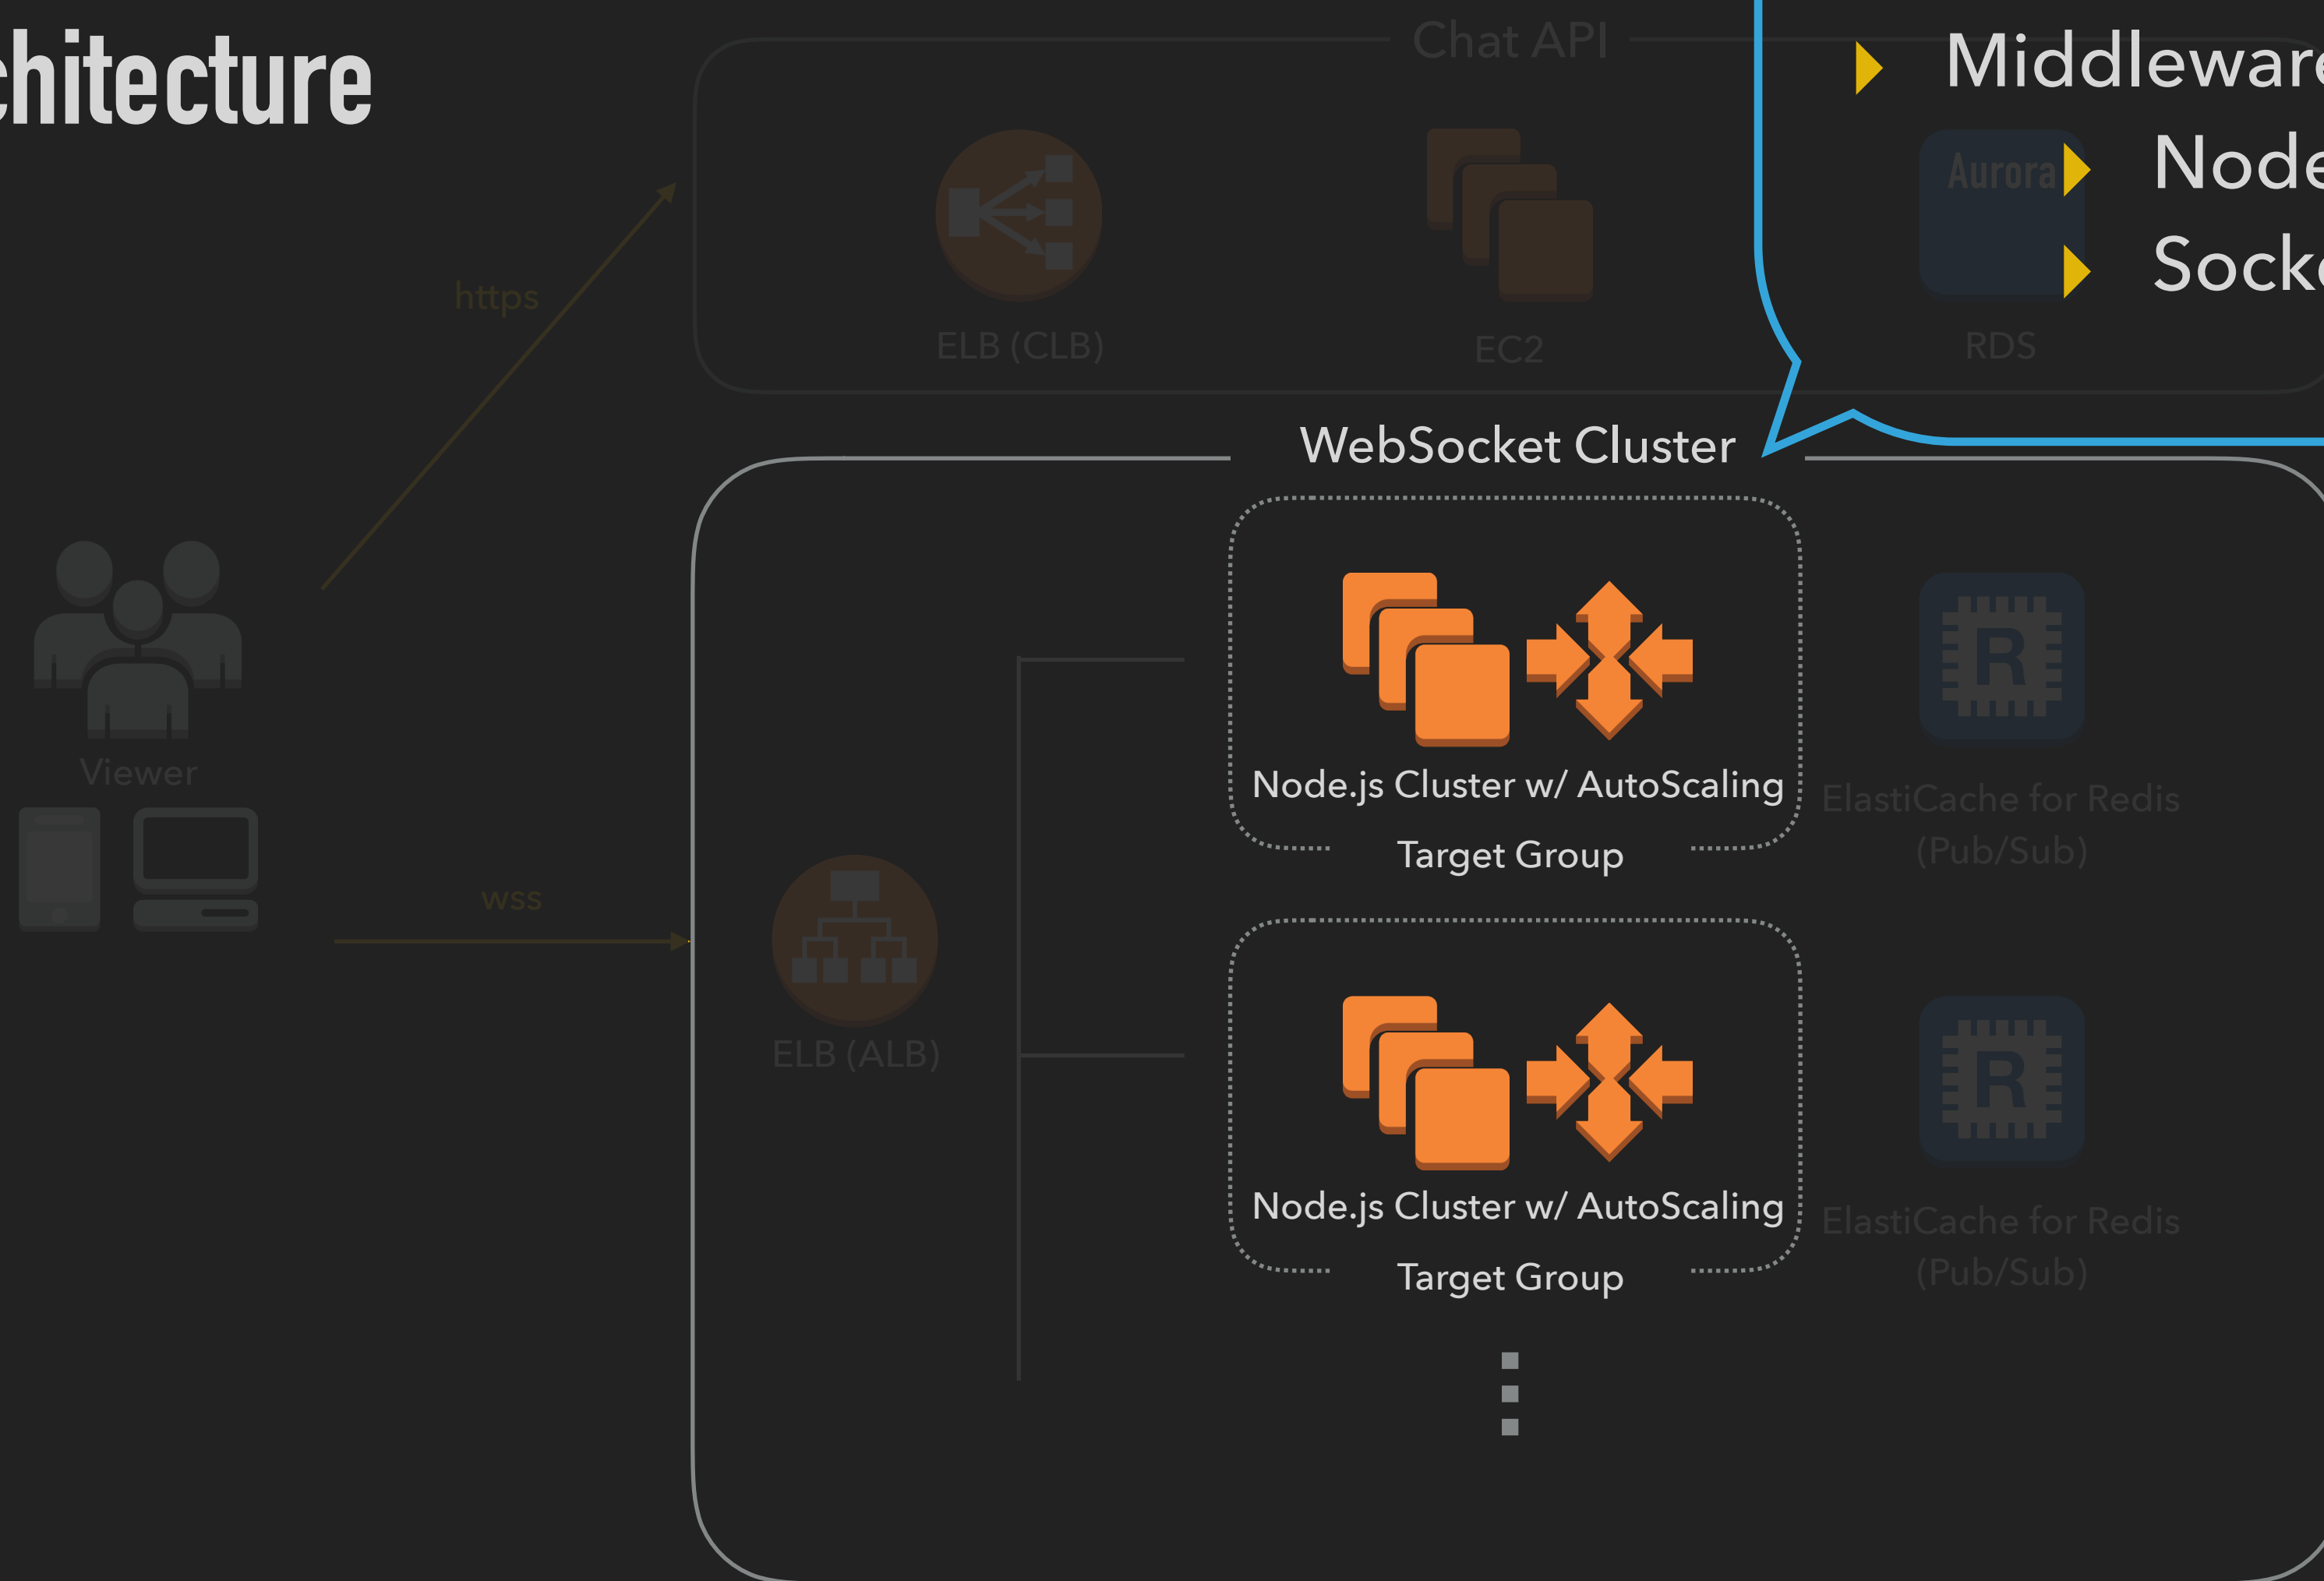 chitecture
Chat API
Middleware
Node
Socke
Aurora
https
ELB (CLB)
EC2
RDS
WebSocket Cluster
R
Viewer
Node.js Cluster w/ AutoScaling
ElastiCache for Redis
(Pub/Sub)
Target Group
wss
ELB (ALB)
R
Node.js Cluster w/ AutoScaling
ElastiCache for Redis
(Pub/Sub)
Target Group